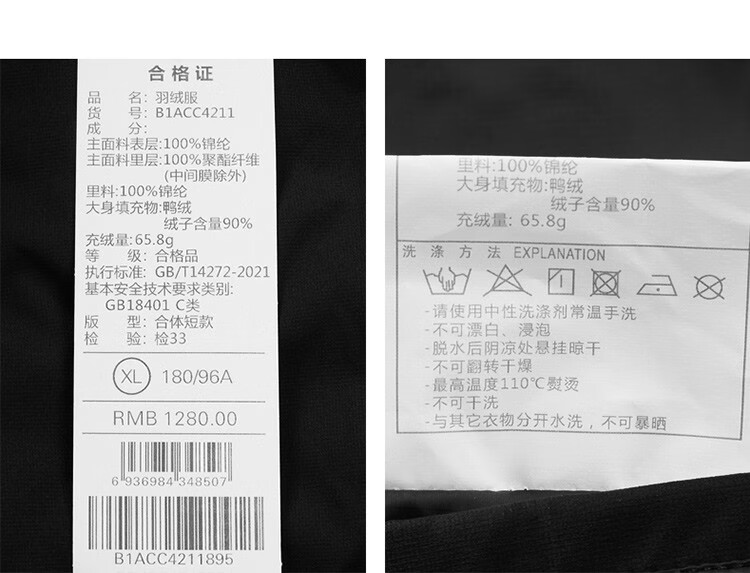 合格证
品 名: 羽绒服
货 号: B1ACC4211
成 分:
主面料表层:100%锦纶
主面料里层:100%聚酯纤维
(中间膜除外)
里料:100%锦纶
大身填充物:鸭绒
绒子含量90%
充绒量:65.8g
等 级: 合格品
执行标准: GB/T14272-2021
基本安全技术要求类别:
GB18401 C类
版 型: 合体短款
检 验: 检33
XL 180/96A
RMB 1280.00
6 936984 348507
B1ACC4211895
里料:100%锦纶
大身填充物:鸭绒
绒子含量90%
充绒量: 65.8g
洗 涤 方 法 EXPLANATION
-请使用中性洗涤剂常温手洗
-不可漂白、浸泡
-脱水后阴凉处悬挂晾干
-不可翻转干燥
-最高温度110℃熨烫
-不可干洗
-与其它衣物分开水洗，不可暴晒